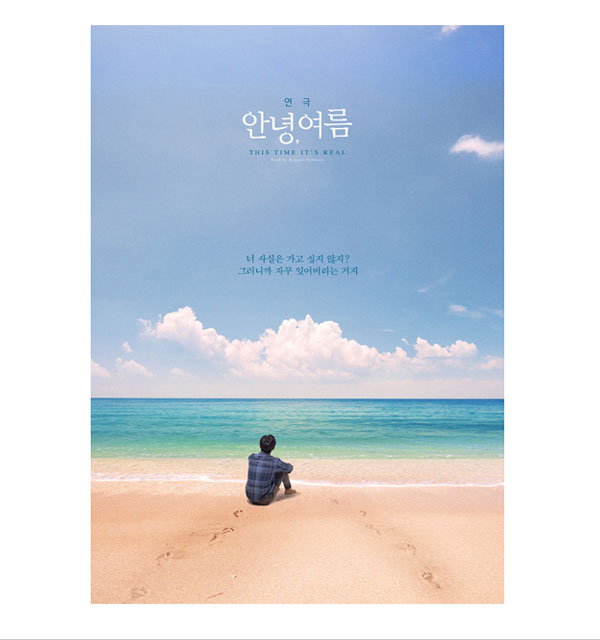 연 극
안녕,여름
THIS TIME IT'S REAL
너 사실은 가고 싶지 않지?
그러니까 자꾸 잊어버리는 거지